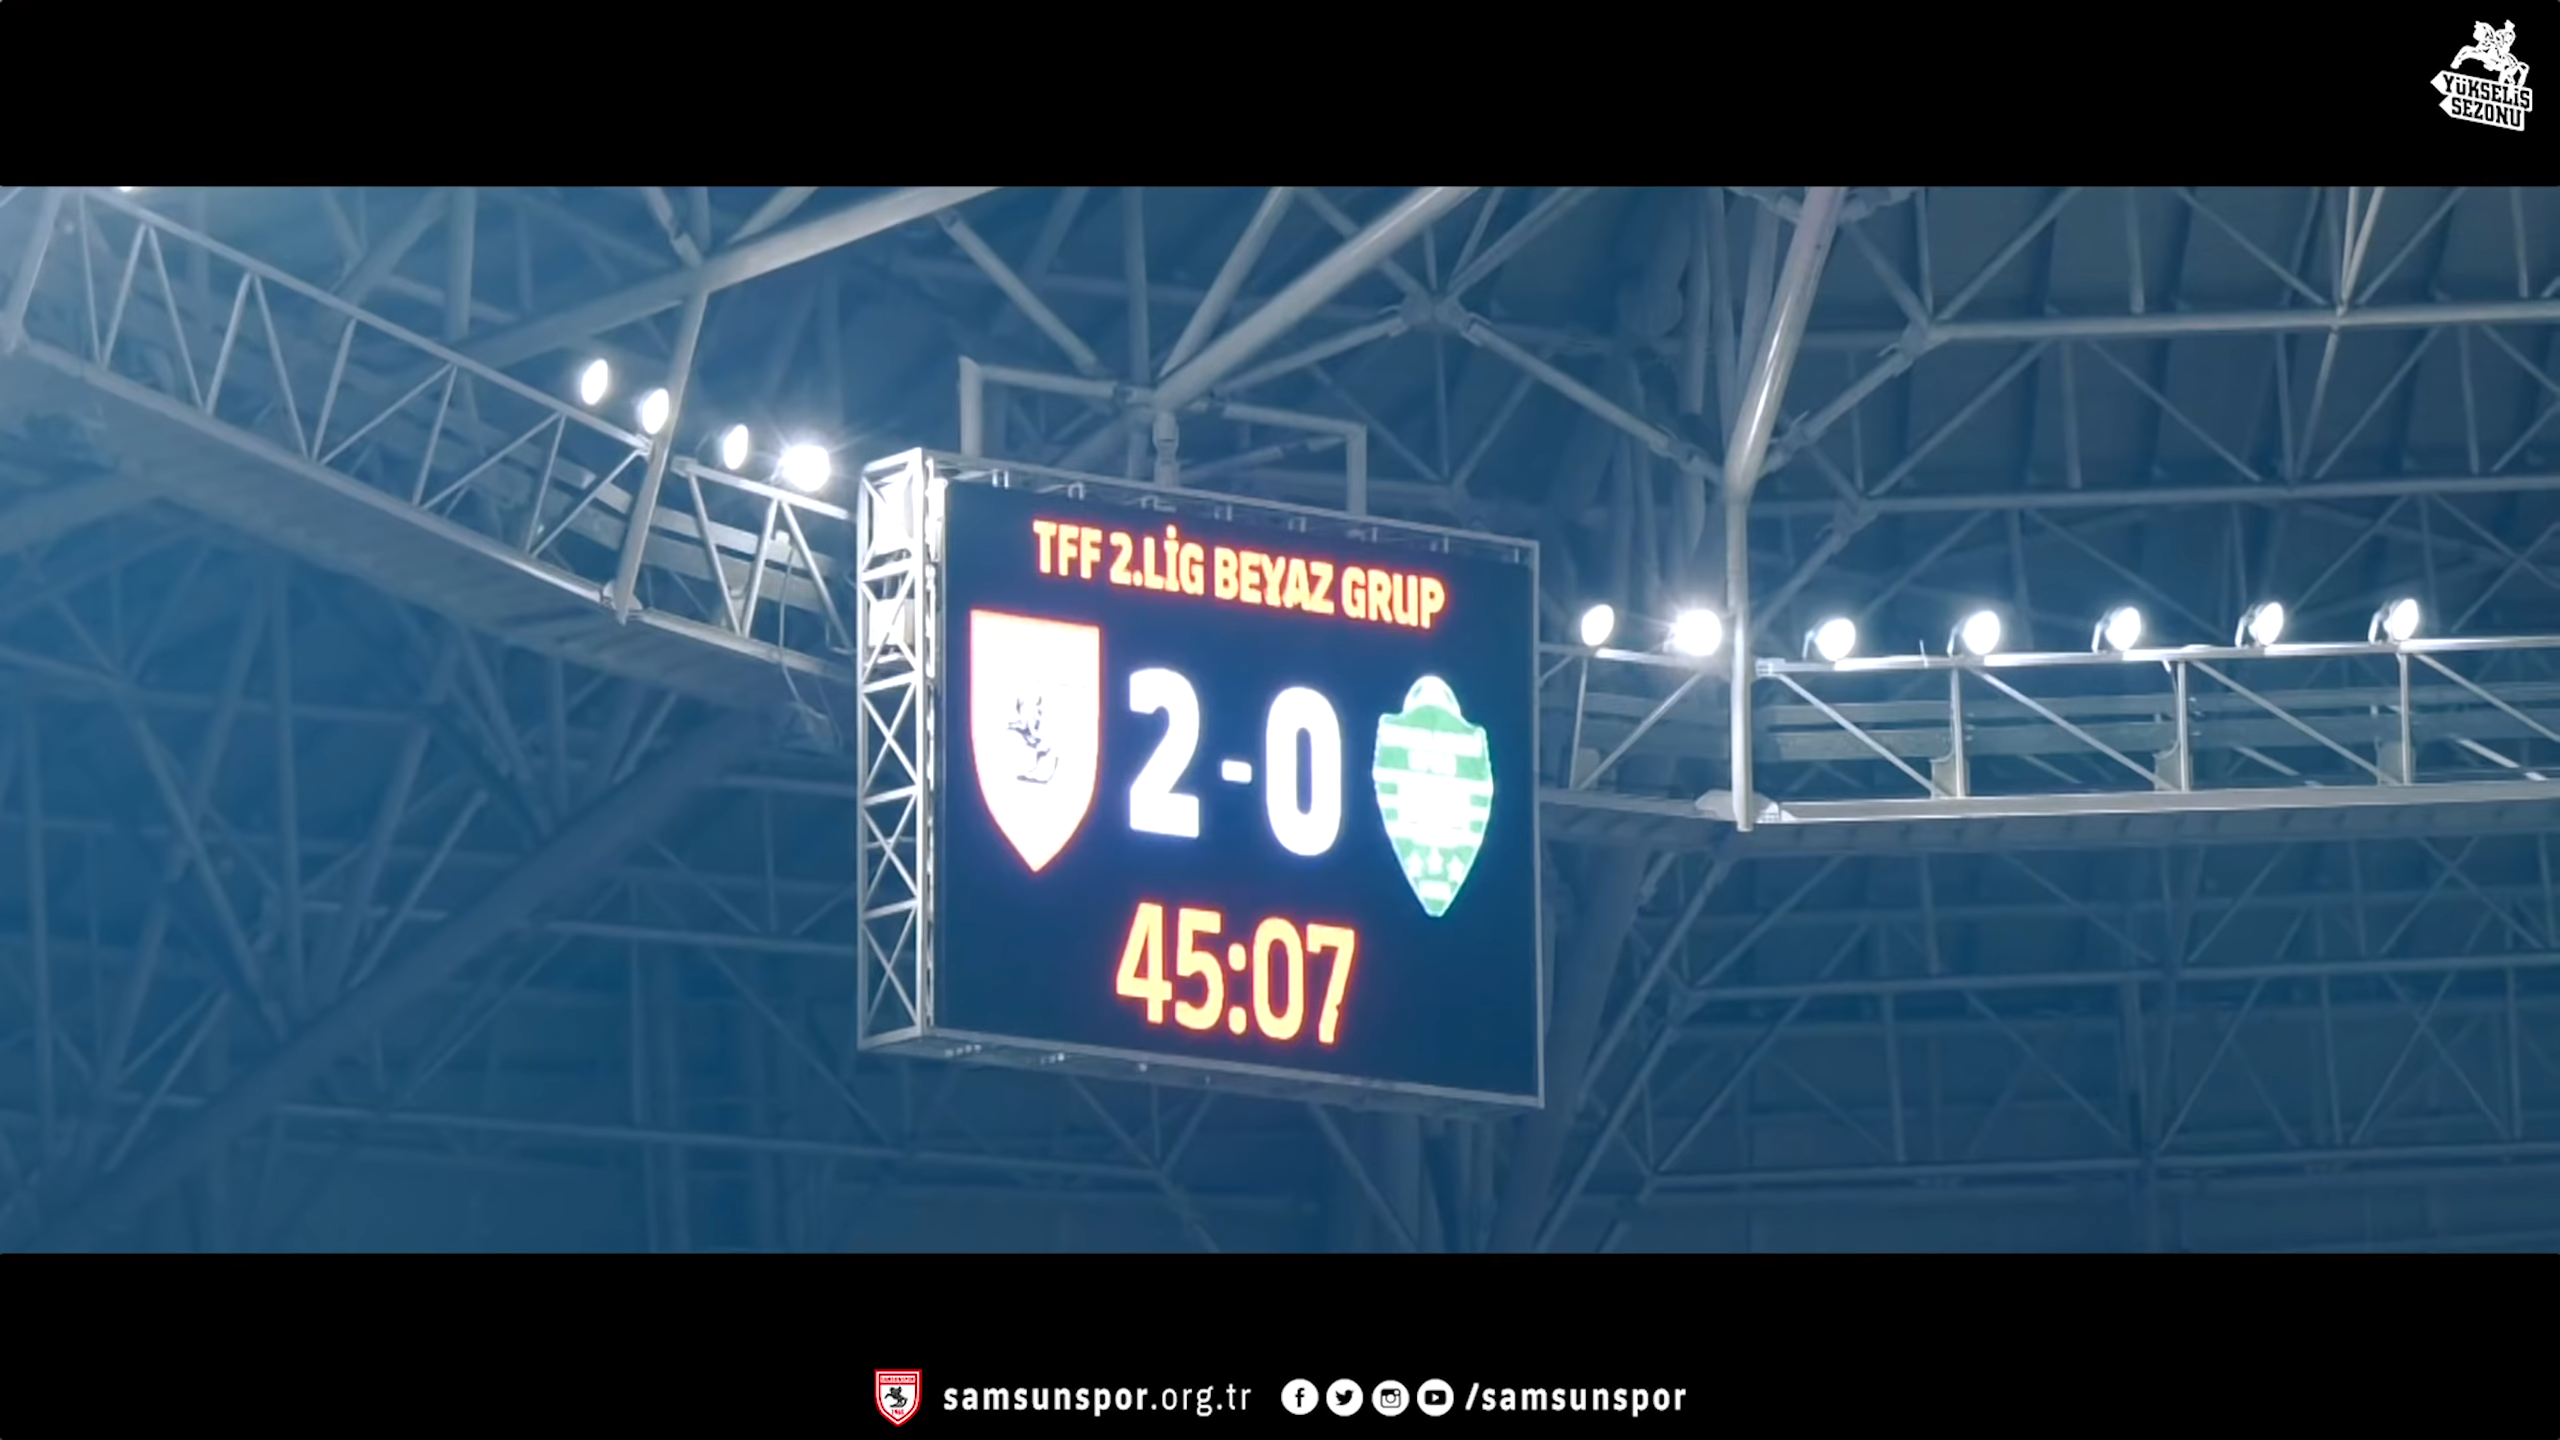 YÜKSELİŞ
SEZONU
TFF 2.LİG BEYAZ GRUP
2-0
45:07
samsunspor.org.tr /samsunspor